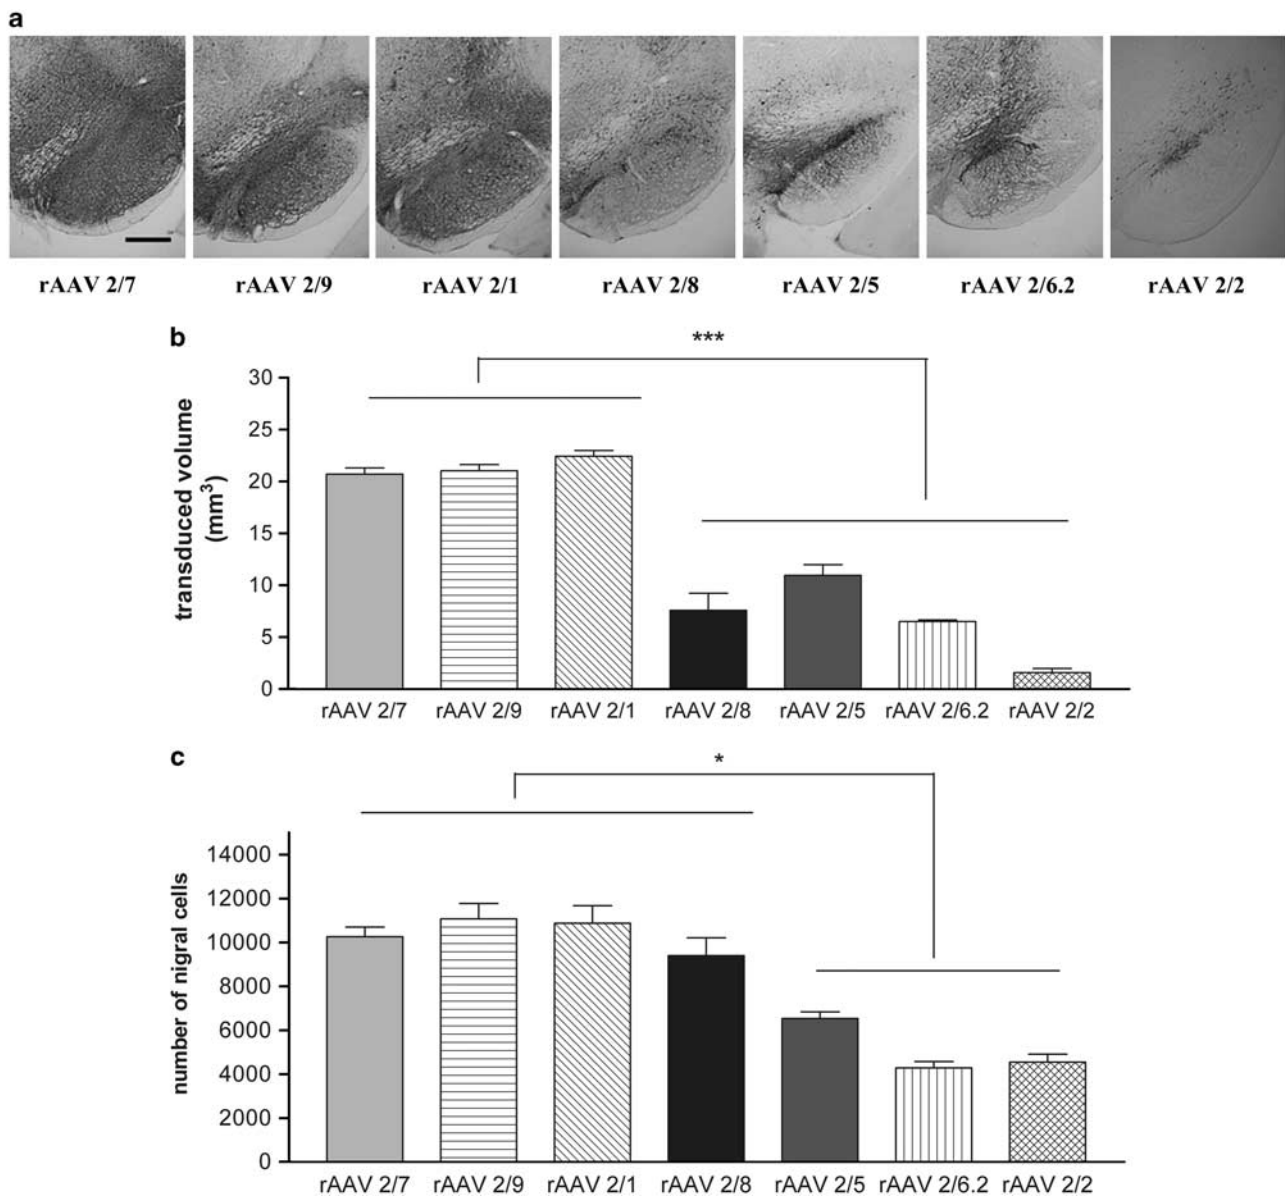 a
rAAV 2/7 rAAV 2/9 rAAV 2/1 rAAV 2/8 rAAV 2/5 rAAV 2/6.2 rAAV 2/2
b
***
transduced volume
(mm³)
30
25
20
15
10
5
0
rAAV 2/7 rAAV 2/9 rAAV 2/1 rAAV 2/8 rAAV 2/5 rAAV 2/6.2 rAAV 2/2
c
*
number of nigral cells
14000
12000
10000
8000
6000
4000
2000
0
rAAV 2/7 rAAV 2/9 rAAV 2/1 rAAV 2/8 rAAV 2/5 rAAV 2/6.2 rAAV 2/2